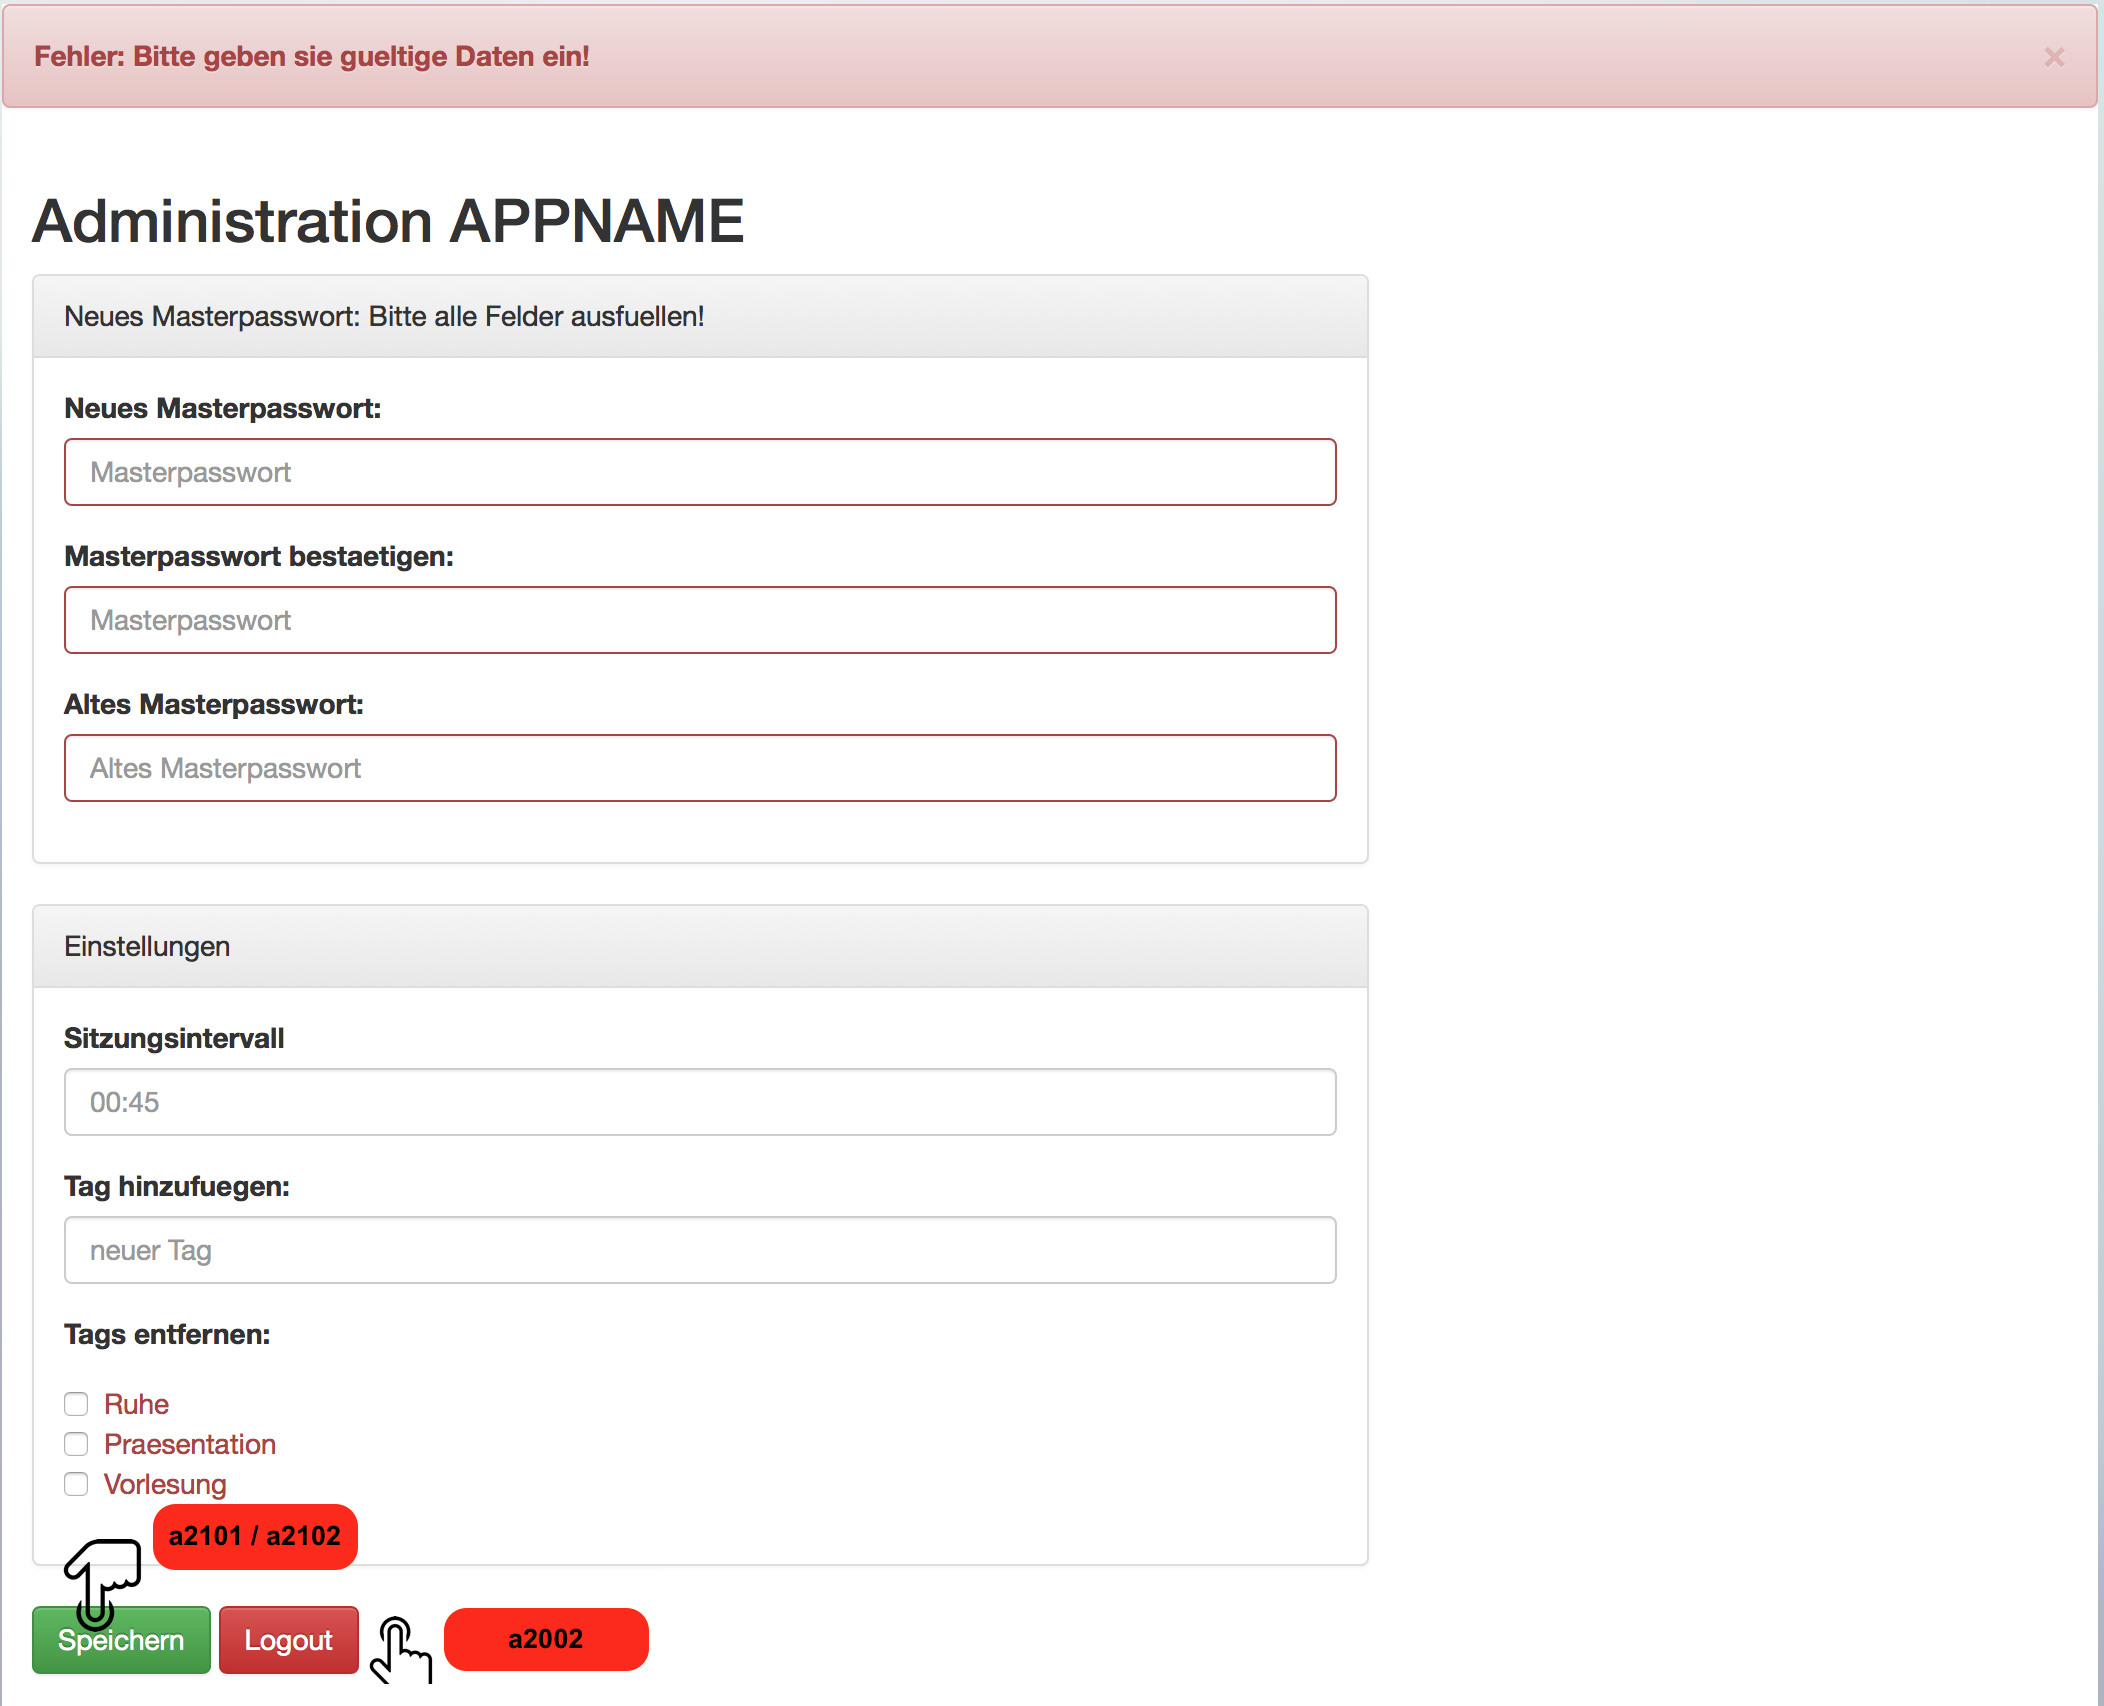 Fehler: Bitte geben sie gueltige Daten ein!
×
Administration APPNAME
Neues Masterpasswort: Bitte alle Felder ausfuellen!
Neues Masterpasswort:
Masterpasswort
Masterpasswort bestaetigen:
Masterpasswort
Altes Masterpasswort:
Altes Masterpasswort
Einstellungen
Sitzungsintervall
00:45
Tag hinzufuegen:
neuer Tag
Tags entfernen:
Ruhe
Praesentation
Vorlesung
a2101 / a2102
Speichern Logout a2002